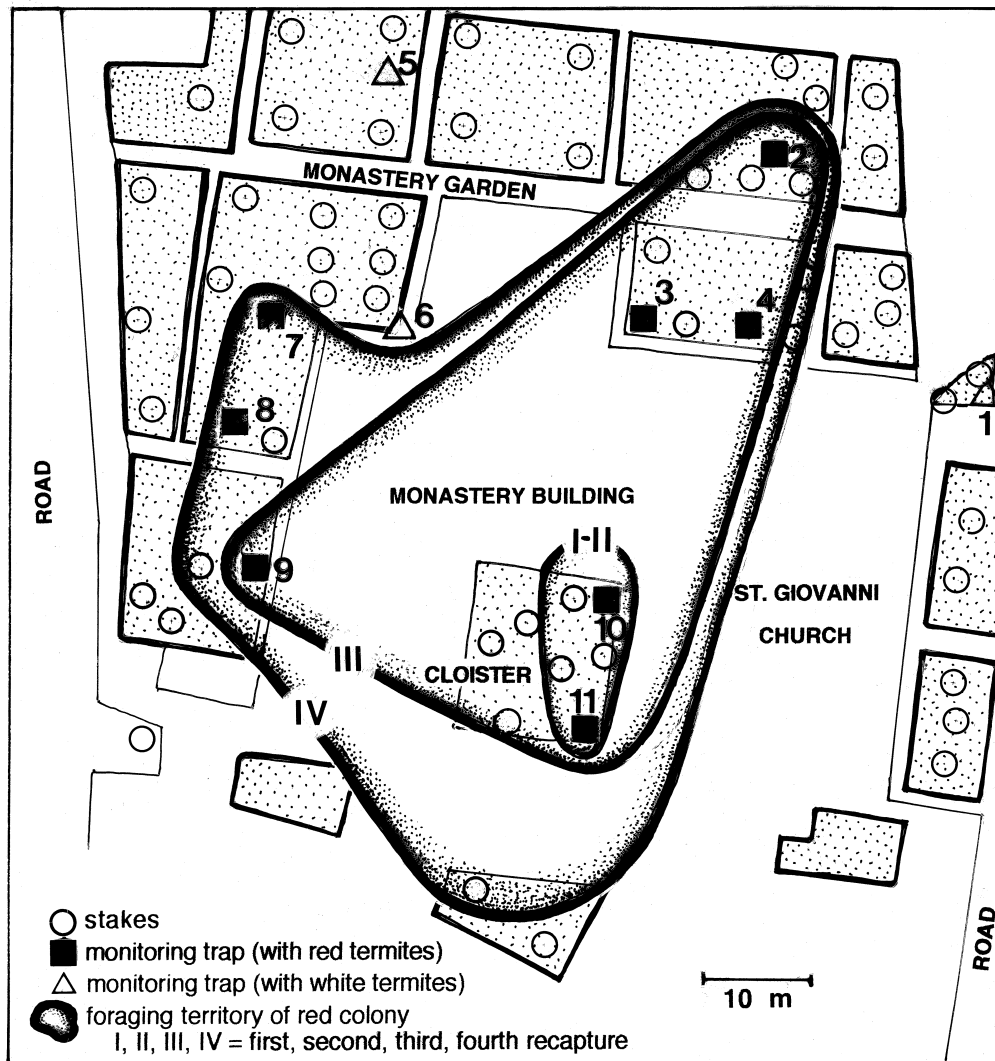 5
2
MONASTERY GARDEN
3
4
6
7
8
1
ROAD
MONASTERY BUILDING
I-II
9
10
ST. GIOVANNI
CHURCH
III
CLOISTER
11
IV
ROAD
stakes
monitoring trap (with red termites)
monitoring trap (with white termites)
10 m
foraging territory of red colony
I, II, III, IV = first, second, third, fourth recapture